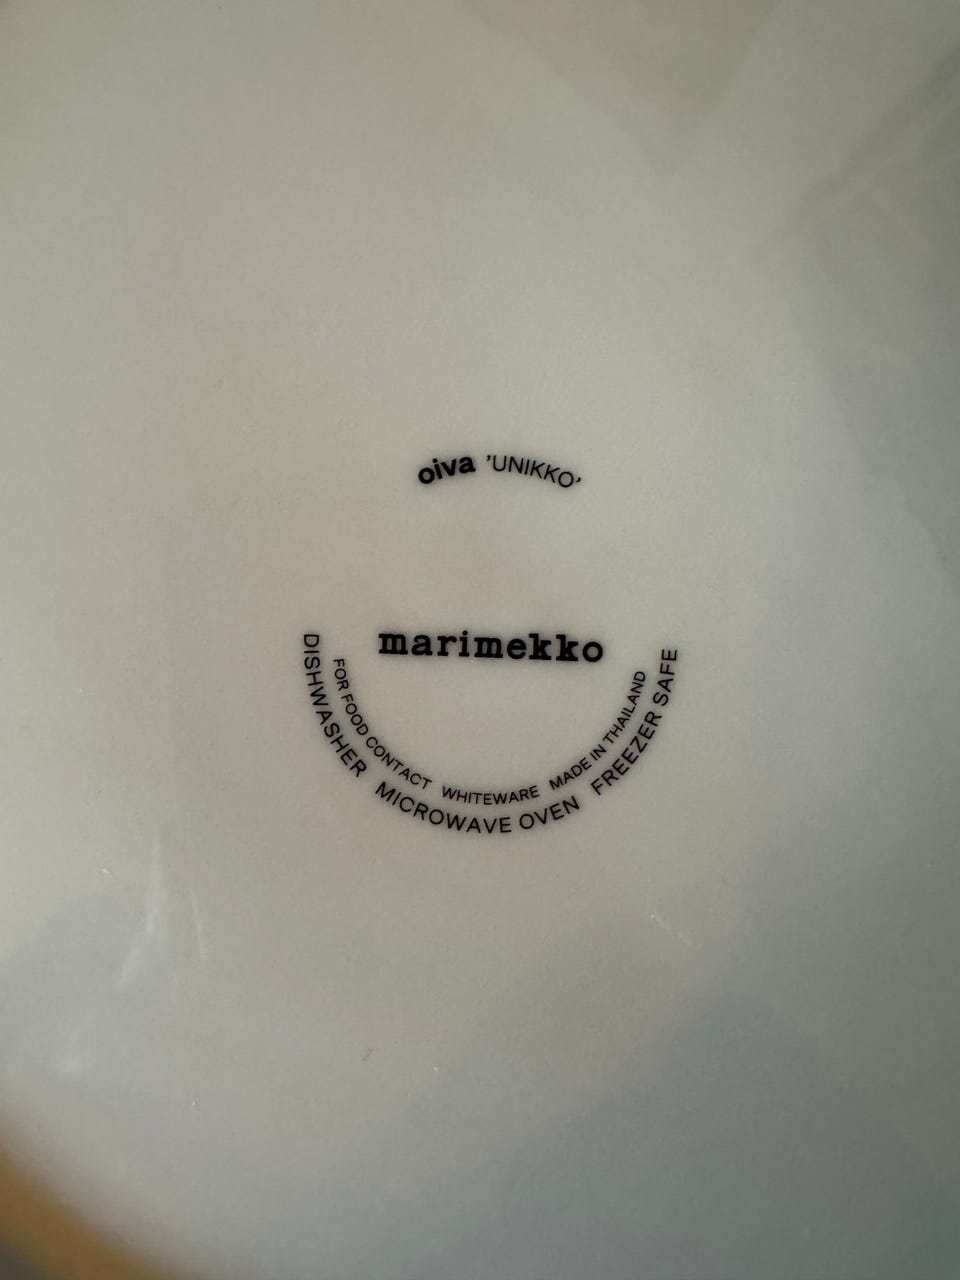 oiva 'UNIKKO'
marimekko
FOR FOOD CONTACT WHITEWARE MADE IN THAILAND
DISHWASHER MICROWAVE OVEN FREEZER SAFE